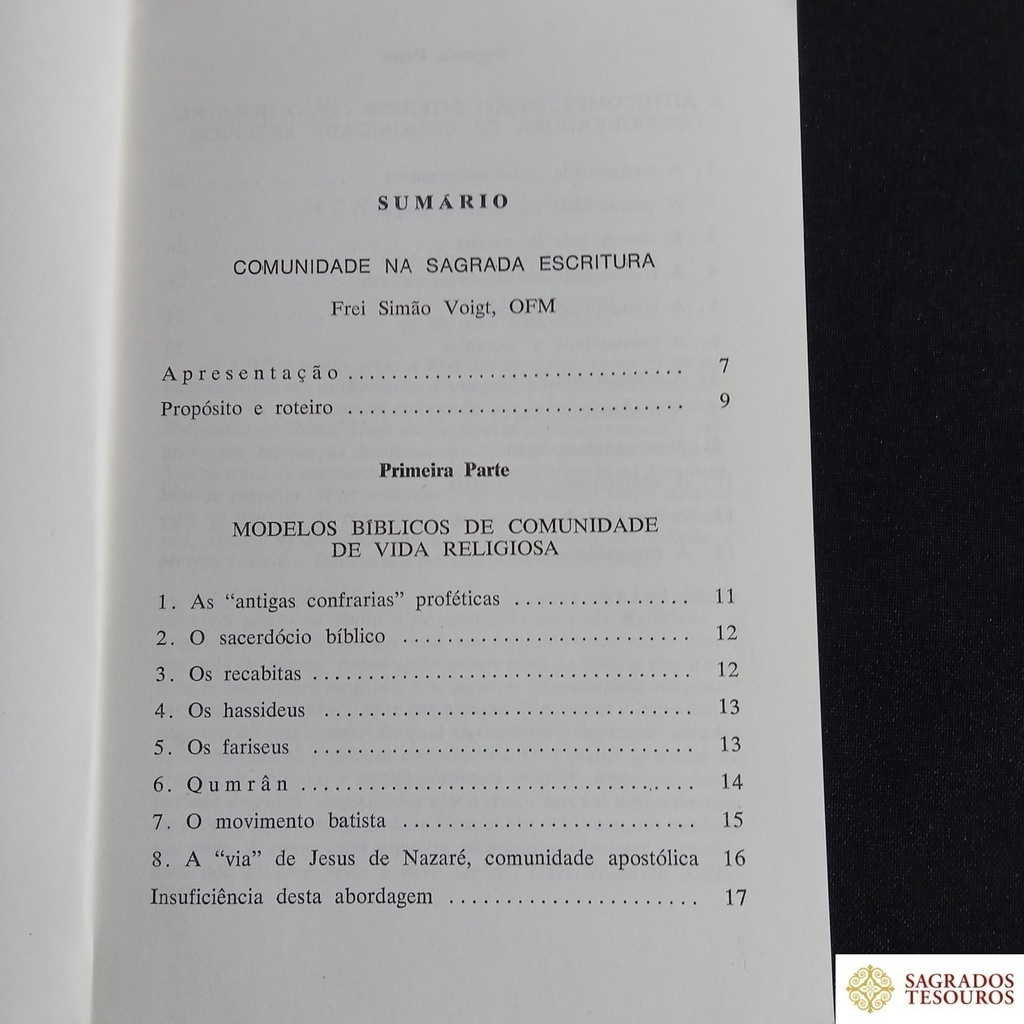 SUMÁRIO
COMUNIDADE NA SAGRADA ESCRITURA
Frei Simão Voigt, OFM
Apresentação ............................... 7
Propósito e roteiro ............................... 9
Primeira Parte
MODELOS BÍBLICOS DE COMUNIDADE
DE VIDA RELIGIOSA
1. As “antigas confrarias” proféticas ................. 11
2. O sacerdócio bíblico ........................... 12
3. Os recabitas ................................... 12
4. Os hassideus .................................. 13
5. Os fariseus ................................... 13
6. Qumrân ..................................... 14
7. O movimento batista ........................... 15
8. A “via” de Jesus de Nazaré, comunidade apostólica 16
Insuficiência desta abordagem ....................... 17
SAGRADOS
TESOUROS